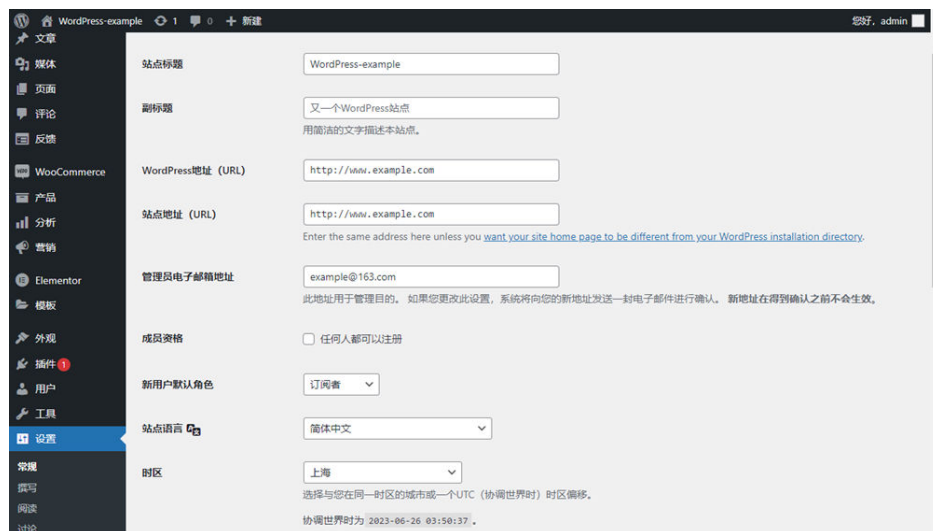 WordPress-example 1 0 新建 您好，admin
文章
媒体
页面
评论
反馈
WooCommerce
产品
分析
营销
Elementor
模板
外观
插件 1
用户
工具
设置
常规
撰写
阅读
讨论
站点标题 WordPress-example
副标题 又一个WordPress站点
用简洁的文字描述本站点。
WordPress地址（URL） http://www.example.com
站点地址（URL） http://www.example.com
Enter the same address here unless you want your site home page to be different from your WordPress installation directory.
管理员电子邮箱地址 example@163.com
此地址用于管理目的。 如果您更改此设置，系统将向您的新地址发送一封电子邮件进行确认。 新地址在得到确认之前不会生效。
成员资格 任何人都可以注册
新用户默认角色 订阅者
站点语言 简体中文
时区 上海
选择与您在同一时区的城市或一个UTC（协调世界时）时区偏移。
协调世界时为 2023-06-26 03:50:37 。